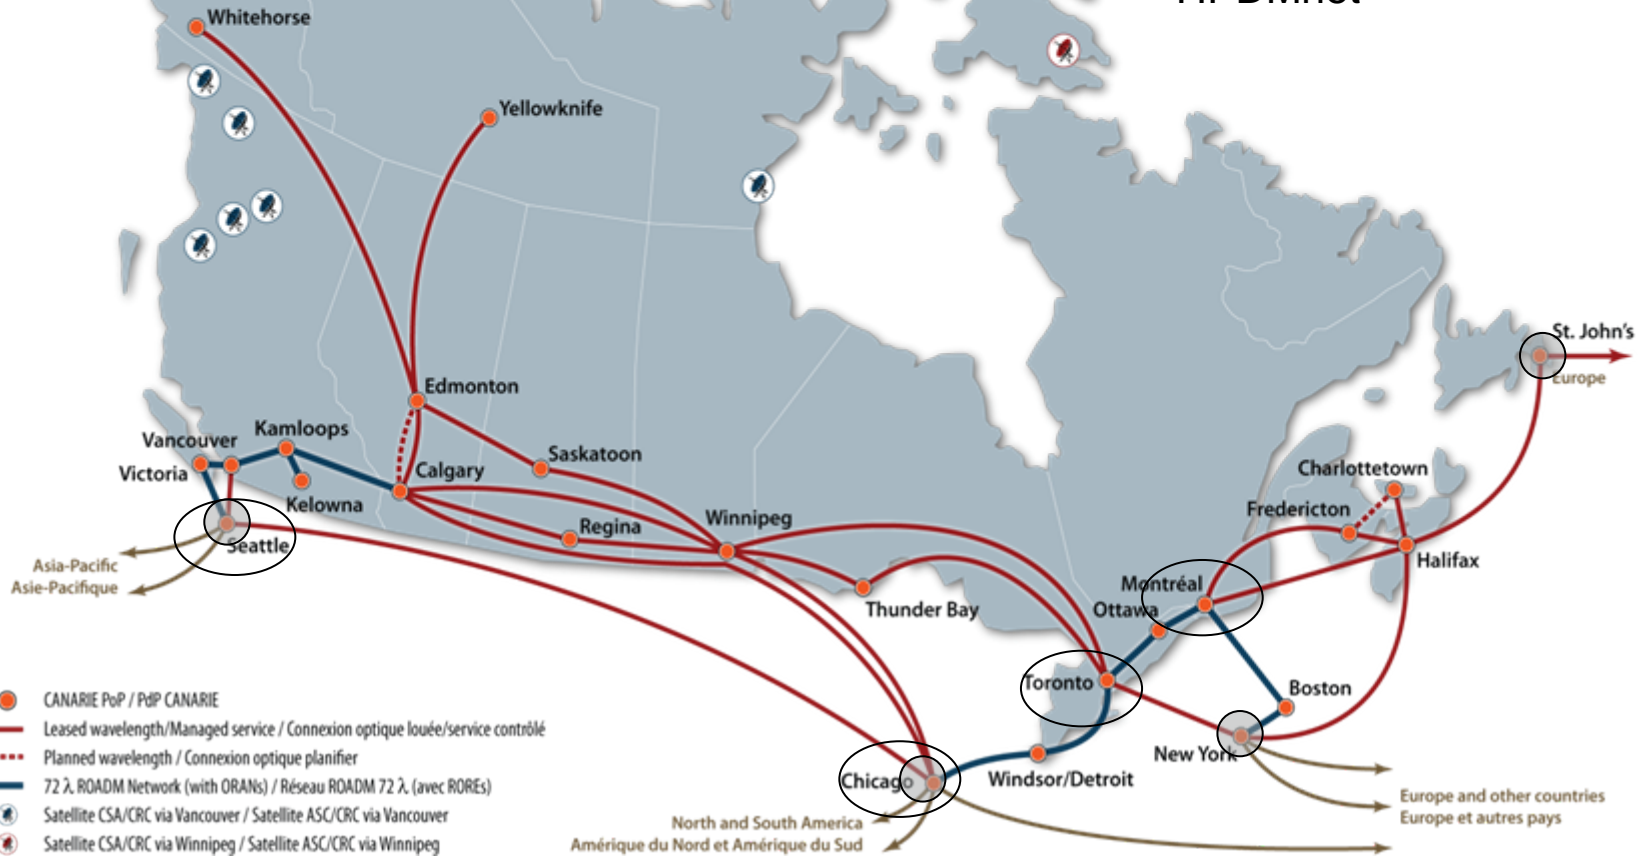 Whitehorse
Yellowknife
St. John's
Europe
Edmonton
Kamloops
Vancouver
Saskatoon
Victoria
Calgary
Charlottetown
Kelowna
Fredericton
Regina
Winnipeg
Seattle
Halifax
Asia-Pacific
Asie-Pacifique
Montréal
Ottawa
Thunder Bay
Toronto
Boston
New York
Chicago
Windsor/Detroit
North and South America
Amérique du Nord et Amérique du Sud
Europe and other countries
Europe et autres pays
CANARIE PoP / PdP CANARIE
Leased wavelength/Managed service / Connexion optique louée/service contrôlé
Planned wavelength / Connexion optique planifier
72 λ ROADM Network (with ORANs) / Réseau ROADM 72 λ (avec ROREs)
Satellite CSA/CRC via Vancouver / Satellite ASC/CRC via Vancouver
Satellite CSA/CRC via Winnipeg / Satellite ASC/CRC via Winnipeg